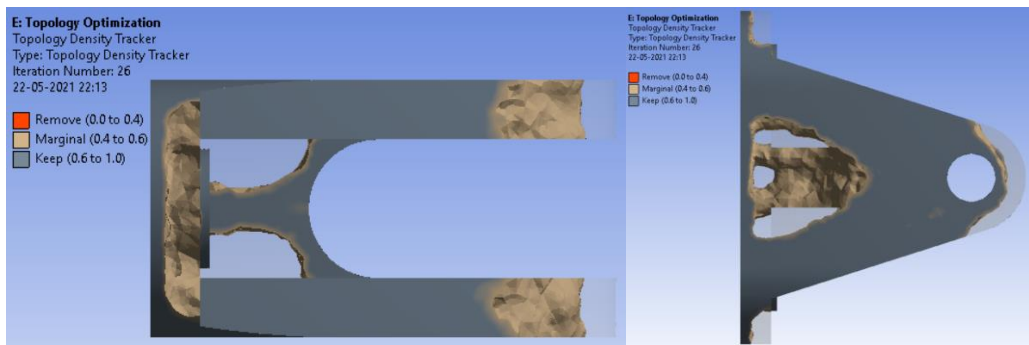 E: Topology Optimization
Topology Density Tracker
Type: Topology Density Tracker
Iteration Number: 26
22-05-2021 22:13
Remove (0.0 to 0.4)
Marginal (0.4 to 0.6)
Keep (0.6 to 1.0)
E: Topology Optimization
Topology Density Tracker
Type: Topology Density Tracker
Iteration Number: 26
22-05-2021 22:13
Remove (0.0 to 0.4)
Marginal (0.4 to 0.6)
Keep (0.6 to 1.0)